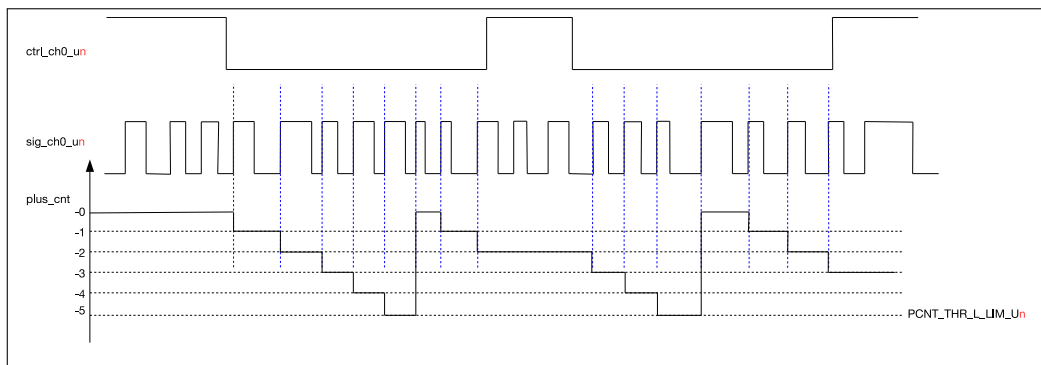 ctrl_ch0_un
sig_ch0_un
plus_cnt
-0
-1
-2
-3
-4
-5
PCNT_THR_L_LIM_Un